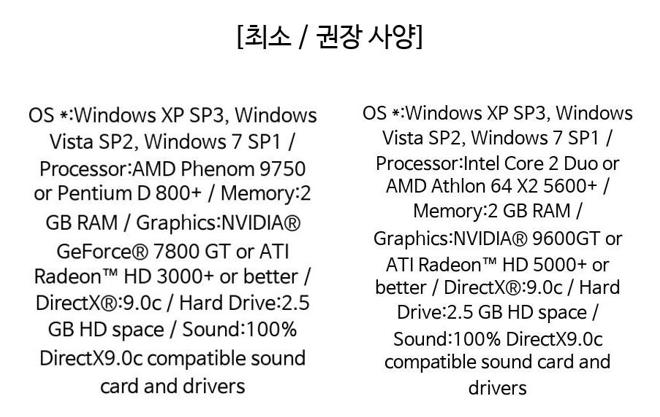 [최소 / 권장 사양]
OS *:Windows XP SP3, Windows
Vista SP2, Windows 7 SP1 /
Processor:AMD Phenom 9750
or Pentium D 800+ / Memory:2
GB RAM / Graphics:NVIDIA®
GeForce® 7800 GT or ATI
Radeon™ HD 3000+ or better /
DirectX®:9.0c / Hard Drive:2.5
GB HD space / Sound:100%
DirectX9.0c compatible sound
card and drivers
OS *:Windows XP SP3, Windows
Vista SP2, Windows 7 SP1 /
Processor:Intel Core 2 Duo or
AMD Athlon 64 X2 5600+ /
Memory:2 GB RAM /
Graphics:NVIDIA® 9600GT or
ATI Radeon™ HD 5000+ or
better / DirectX®:9.0c / Hard
Drive:2.5 GB HD space /
Sound:100% DirectX9.0c
compatible sound card and
drivers